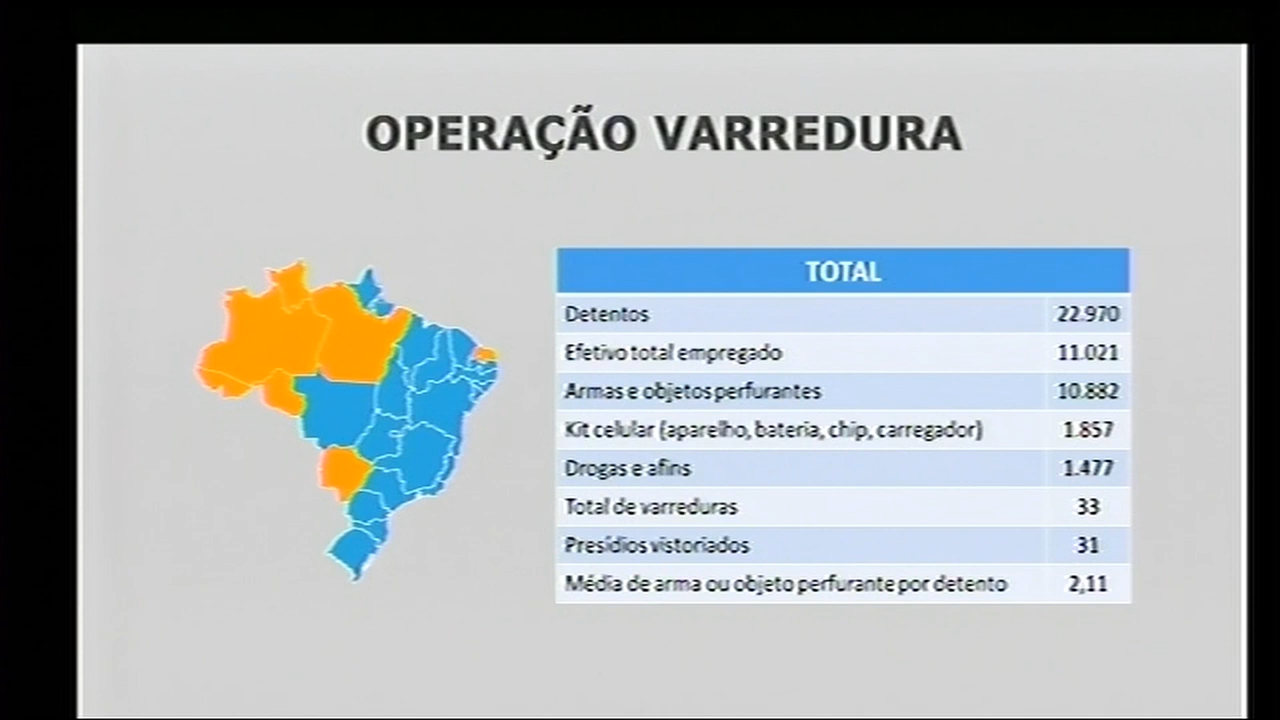 OPERAÇÃO VARREDURA
TOTAL
Detentos 22.970
Efetivo total empregado 11.021
Armas e objetos perfurantes 10.882
Kit celular (aparelho, bateria, chip, carregador) 1.857
Drogas e afins 1.477
Total de varreduras 33
Presídios vistoriados 31
Média de arma ou objeto perfurante por detento 2,11